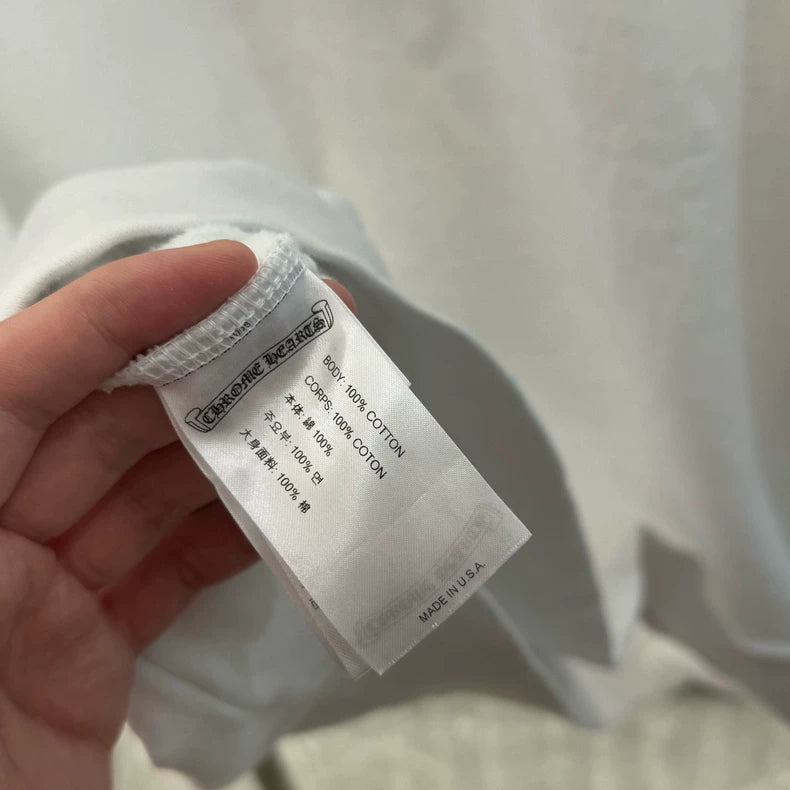 CHROME HEARTS
BODY: 100% COTTON
CORPS: 100% COTON
本体: 綿 100%
주요부: 100% 면
大身面料: 100% 棉
MADE IN U.S.A.